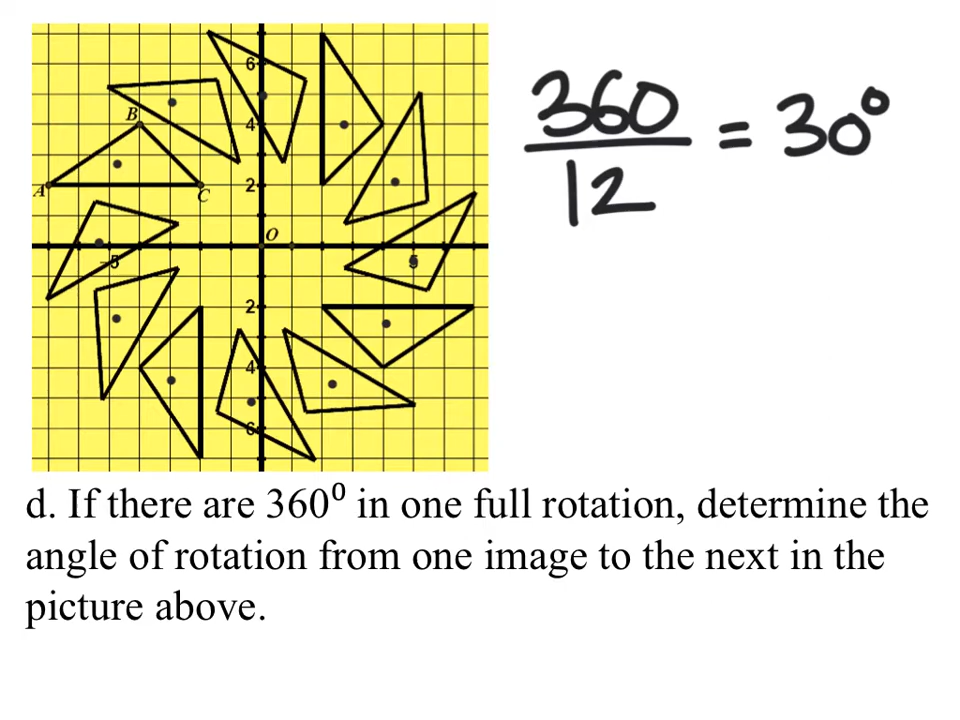 6
B
4
A
C
2
O
-5
5
2
4
6
360
12
= 30°
d. If there are 360⁰ in one full rotation, determine the
angle of rotation from one image to the next in the
picture above.